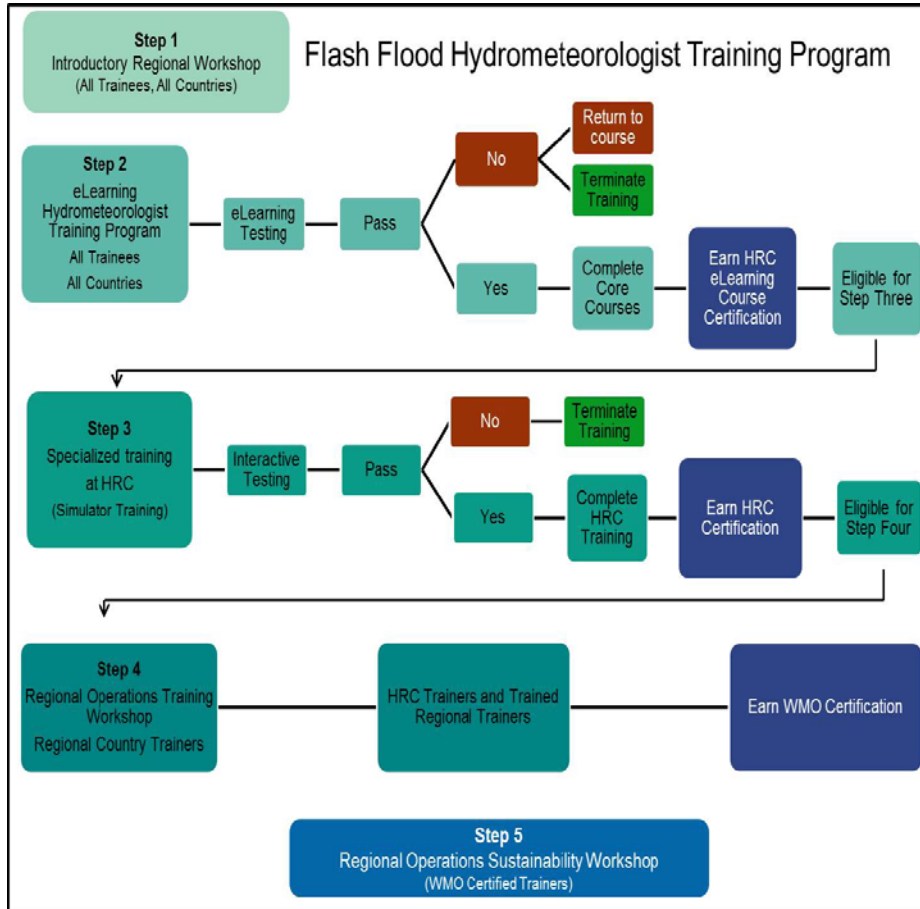 Step 1
Introductory Regional Workshop
(All Trainees, All Countries)
Flash Flood Hydrometeorologist Training Program
Step 2
eLearning
Hydrometeorologist
Training Program
All Trainees
All Countries
eLearning
Testing
Pass
No
Return to
course
Terminate
Training
Yes
Complete
Core
Courses
Earn HRC
eLearning
Course
Certification
Eligible for
Step Three
Step 3
Specialized training
at HRC
(Simulator Training)
Interactive
Testing
Pass
No
Terminate
Training
Yes
Complete
HRC
Training
Earn HRC
Certification
Eligible for
Step Four
Step 4
Regional Operations Training
Workshop
Regional Country Trainers
HRC Trainers and Trained
Regional Trainers
Earn WMO Certification
Step 5
Regional Operations Sustainability Workshop
(WMO Certified Trainers)